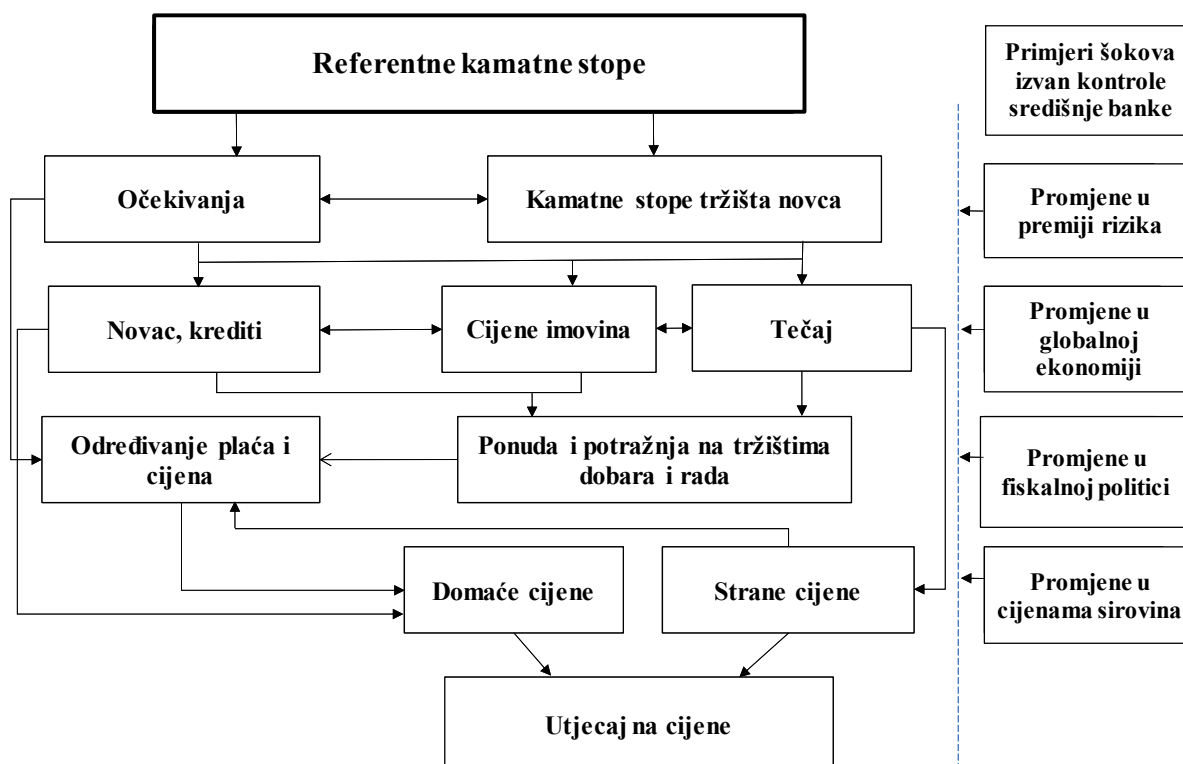 Referentne kamatne stope
Primjeri šokova
izvan kontrole
središnje banke
Očekivanja
Kamatne stope tržišta novca
Promjene u
premiji rizika
Novac, krediti
Cijene imovina
Tečaj
Promjene u
globalnoj
ekonomiji
Određivanje plaća i
cijena
Ponuda i potražnja na tržištima
dobara i rada
Promjene u
fiskalnoj politici
Domaće cijene
Strane cijene
Promjene u
cijenama sirovina
Utjecaj na cijene